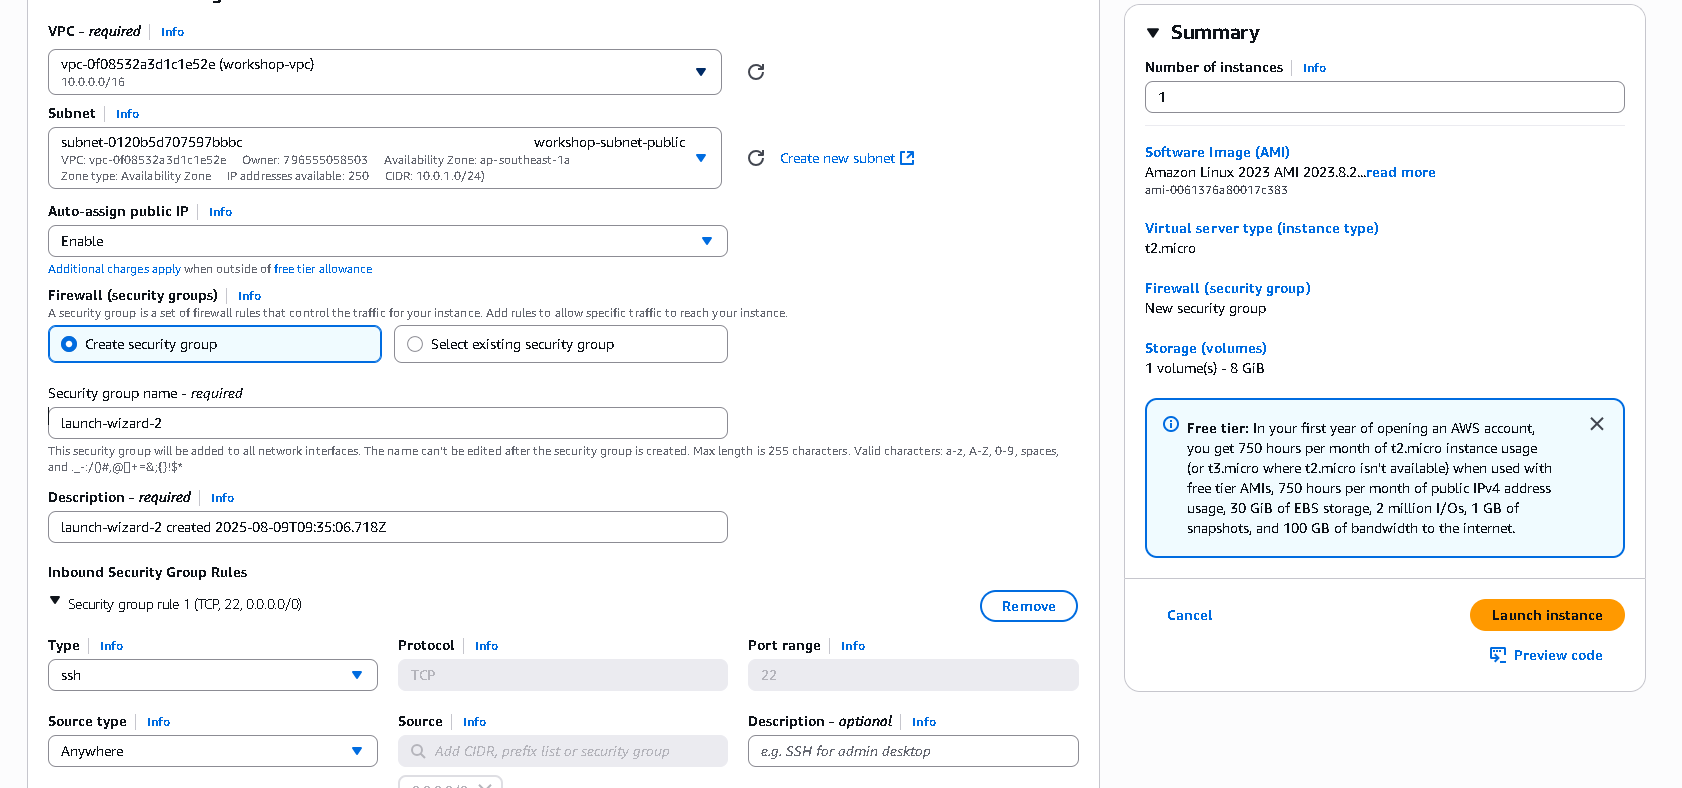 VPC - required Info
vpc-0f08532a3d1c1e52e (workshop-vpc)
10.0.0.0/16
Subnet Info
subnet-0120b5d707597bbbc workshop-subnet-public
VPC: vpc-0f08532a3d1c1e52e Owner: 796555058503 Availability Zone: ap-southeast-1a
Zone type: Availability Zone IP addresses available: 250 CIDR: 10.0.1.0/24)
Create new subnet
Auto-assign public IP Info
Enable
Additional charges apply when outside of free tier allowance
Firewall (security groups) Info
A security group is a set of firewall rules that control the traffic for your instance. Add rules to allow specific traffic to reach your instance.
Create security group
Select existing security group
Security group name - required
launch-wizard-2
This security group will be added to all network interfaces. The name can't be edited after the security group is created. Max length is 255 characters. Valid characters: a-z, A-Z, 0-9, spaces,
and ._-:/()#,@[]+=&;{}!$*
Description - required Info
launch-wizard-2 created 2025-08-09T09:35:06.718Z
Inbound Security Group Rules
Security group rule 1 (TCP, 22, 0.0.0.0/0)
Remove
Type Info
ssh
Protocol Info
TCP
Port range Info
22
Source type Info
Anywhere
Source Info
Add CIDR, prefix list or security group
Description - optional Info
e.g. SSH for admin desktop
Summary
Number of instances Info
1
Software Image (AMI)
Amazon Linux 2023 AMI 2023.8.2...read more
ami-0061376a80017c383
Virtual server type (instance type)
t2.micro
Firewall (security group)
New security group
Storage (volumes)
1 volume(s) - 8 GiB
Free tier: In your first year of opening an AWS account,
you get 750 hours per month of t2.micro instance usage
(or t3.micro where t2.micro isn't available) when used with
free tier AMIs, 750 hours per month of public IPv4 address
usage, 30 GiB of EBS storage, 2 million I/Os, 1 GB of
snapshots, and 100 GB of bandwidth to the internet.
Cancel
Launch instance
Preview code